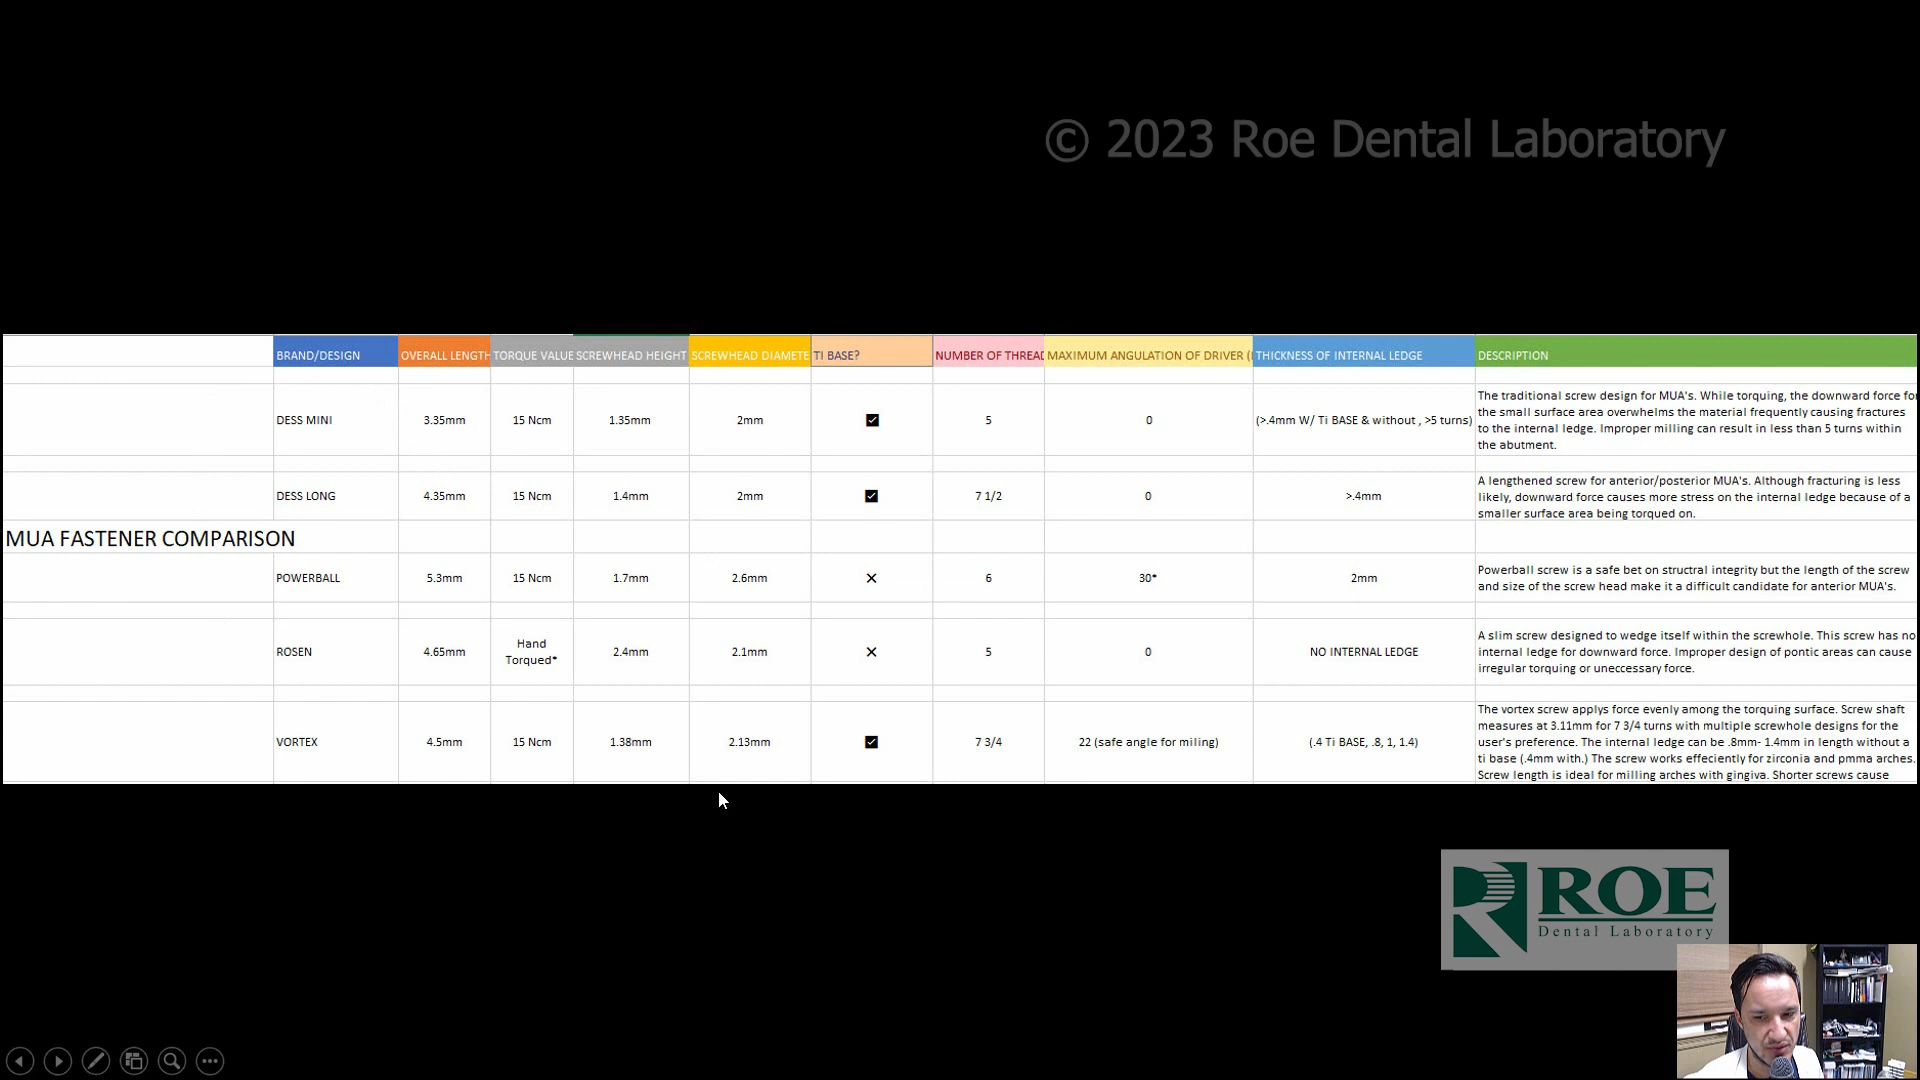 © 2023 Roe Dental Laboratory
BRAND/DESIGN OVERALL LENGTH TORQUE VALUE SCREWHEAD HEIGHT SCREWHEAD DIAMETE TI BASE? NUMBER OF THREAD MAXIMUM ANGULATION OF DRIVER ( THICKNESS OF INTERNAL LEDGE DESCRIPTION
DESS MINI 3.35mm 15 Ncm 1.35mm 2mm ☑ 5 0 (>.4mm W/ Ti BASE & without , >5 turns)
The traditional screw design for MUA's. While torquing, the downward force for
the small surface area overwhelms the material frequently causing fractures
to the internal ledge. Improper milling can result in less than 5 turns within
the abutment.
DESS LONG 4.35mm 15 Ncm 1.4mm 2mm ☑ 7 1/2 0 >.4mm
A lengthened screw for anterior/posterior MUA's. Although fracturing is less
likely, downward force causes more stress on the internal ledge because of a
smaller surface area being torqued on.
MUA FASTENER COMPARISON
POWERBALL 5.3mm 15 Ncm 1.7mm 2.6mm ✕ 6 30* 2mm
Powerball screw is a safe bet on structral integrity but the length of the screw
and size of the screw head make it a difficult candidate for anterior MUA's.
ROSEN 4.65mm Hand
Torqued* 2.4mm 2.1mm ✕ 5 0 NO INTERNAL LEDGE
A slim screw designed to wedge itself within the screwhole. This screw has no
internal ledge for downward force. Improper design of pontic areas can cause
irregular torquing or uneccessary force.
VORTEX 4.5mm 15 Ncm 1.38mm 2.13mm ☑ 7 3/4 22 (safe angle for miling) (.4 Ti BASE, .8, 1, 1.4)
The vortex screw applys force evenly among the torquing surface. Screw shaft
measures at 3.11mm for 7 3/4 turns with multiple screwhole designs for the
user's preference. The internal ledge can be .8mm- 1.4mm in length without a
ti base (.4mm with.) The screw works effeciently for zirconia and pmma arches.
Screw length is ideal for milling arches with gingiva. Shorter screws cause
ROE
Dental Laboratory